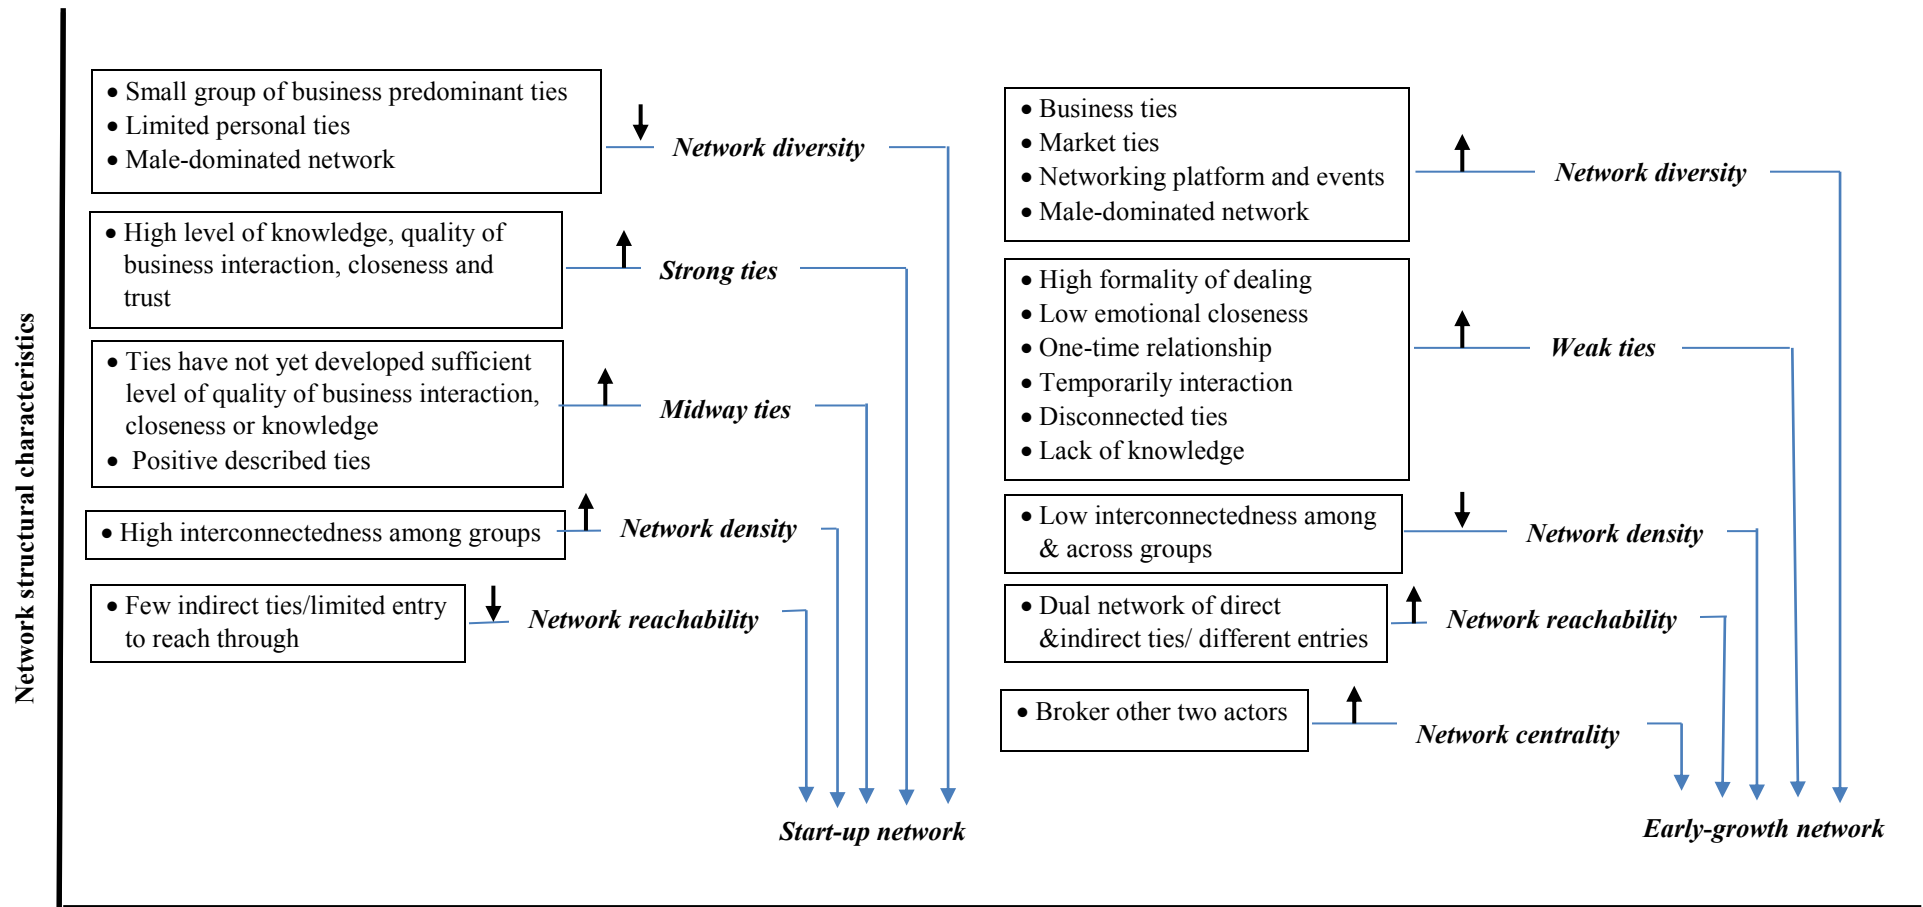 Network structural characteristics
• Small group of business predominant ties
• Limited personal ties
• Male-dominated network
Network diversity
• High level of knowledge, quality of
business interaction, closeness and
trust
Strong ties
• Ties have not yet developed sufficient
level of quality of business interaction,
closeness or knowledge
• Positive described ties
Midway ties
• High interconnectedness among groups
Network density
• Few indirect ties/limited entry
to reach through
Network reachability
Start-up network
• Business ties
• Market ties
• Networking platform and events
• Male-dominated network
Network diversity
• High formality of dealing
• Low emotional closeness
• One-time relationship
• Temporarily interaction
• Disconnected ties
• Lack of knowledge
Weak ties
• Low interconnectedness among
& across groups
Network density
• Dual network of direct
&indirect ties/ different entries
Network reachability
• Broker other two actors
Network centrality
Early-growth network